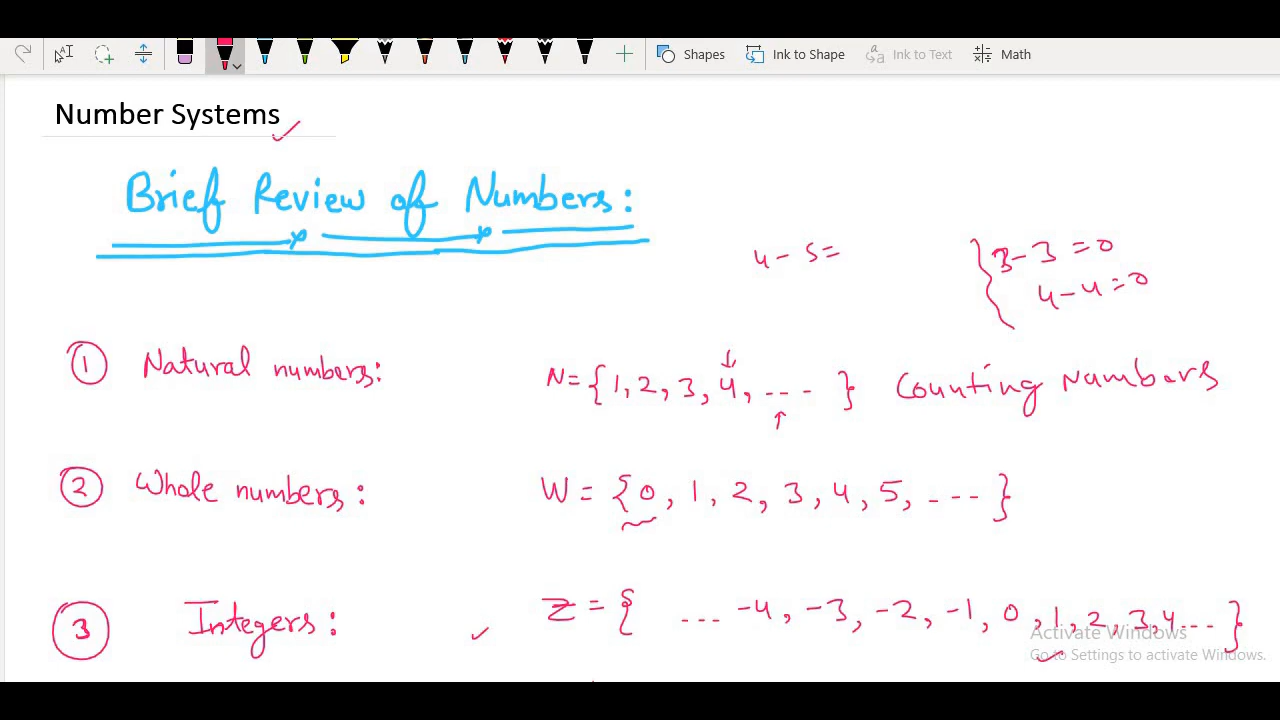 Shapes Ink to Shape Ink to Text Math
Number Systems
Brief Review of Numbers:
4 - 5 =
3 - 3 = 0
4 - 4 = 0
1 Natural numbers: N = {1, 2, 3, 4, ... } Counting Numbers
2 Whole numbers: W = {0, 1, 2, 3, 4, 5, .... }
3 Integers: Z = { ... -4, -3, -2, -1, 0, 1, 2, 3, 4... }
Activate Windows
Go to Settings to activate Windows.